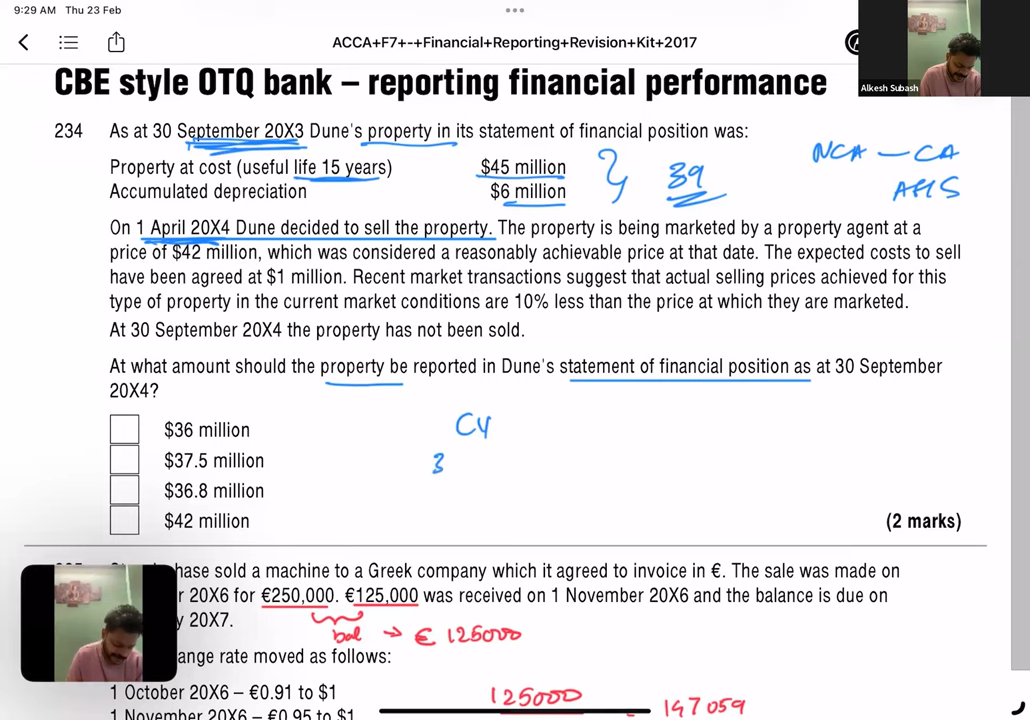 9:29 AM Thu 23 Feb
ACCA+F7+-+Financial+Reporting+Revision+Kit+2017
Alkesh Subash
CBE style OTQ bank – reporting financial performance
234 As at 30 September 20X3 Dune's property in its statement of financial position was:
NCA — CA
Property at cost (useful life 15 years) $45 million
39
Accumulated depreciation $6 million
AHS
On 1 April 20X4 Dune decided to sell the property. The property is being marketed by a property agent at a
price of $42 million, which was considered a reasonably achievable price at that date. The expected costs to sell
have been agreed at $1 million. Recent market transactions suggest that actual selling prices achieved for this
type of property in the current market conditions are 10% less than the price at which they are marketed.
At 30 September 20X4 the property has not been sold.
At what amount should the property be reported in Dune's statement of financial position as at 30 September
20X4?
$36 million
CY
$37.5 million
3
$36.8 million
$42 million (2 marks)
hase sold a machine to a Greek company which it agreed to invoice in €. The sale was made on
20X6 for €250,000. €125,000 was received on 1 November 20X6 and the balance is due on
20X7.
bal → € 125000
ange rate moved as follows:
1 October 20X6 – €0.91 to $1
125000
147059
1 November 20X6 – €0.95 to $1